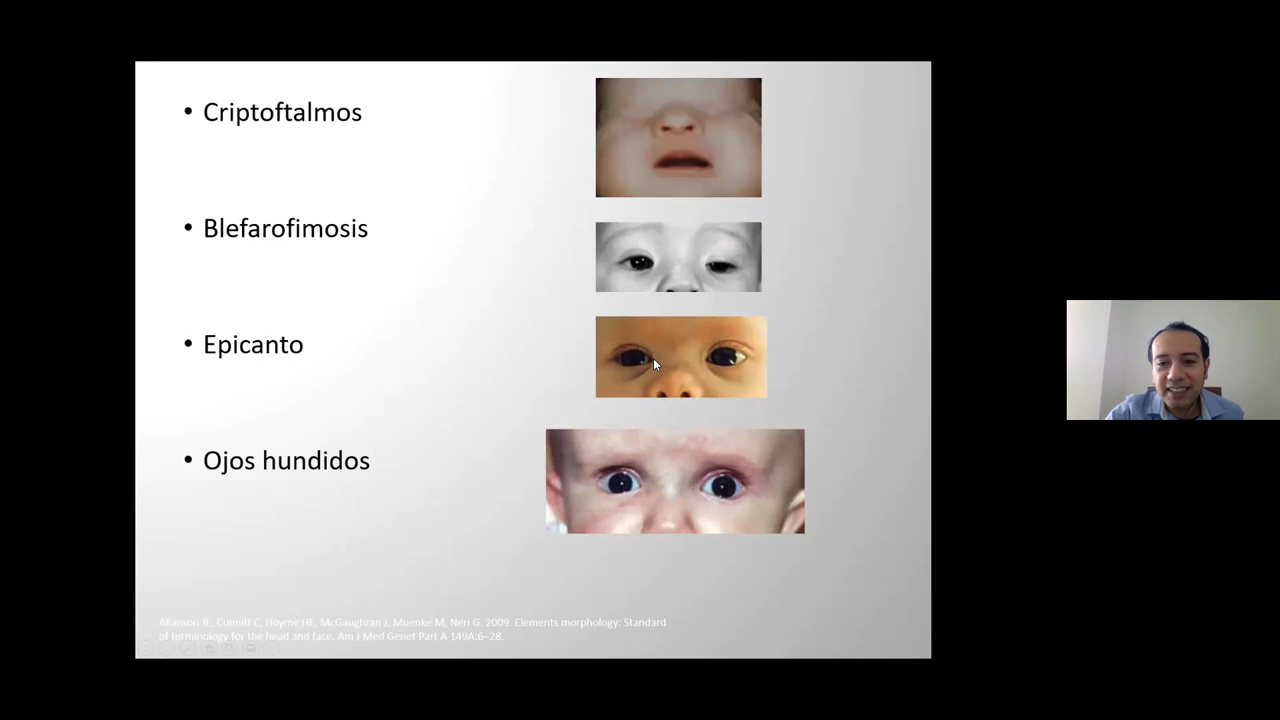 • Criptoftalmos
• Blefarofimosis
• Epicanto
• Ojos hundidos
Allanson JE, Cunniff C, Hoyme HE, McGaughran J, Muenke M, Neri G. 2009. Elements morphology: Standard
of terminology for the head and face. Am J Med Genet Part A 149A:6–28.